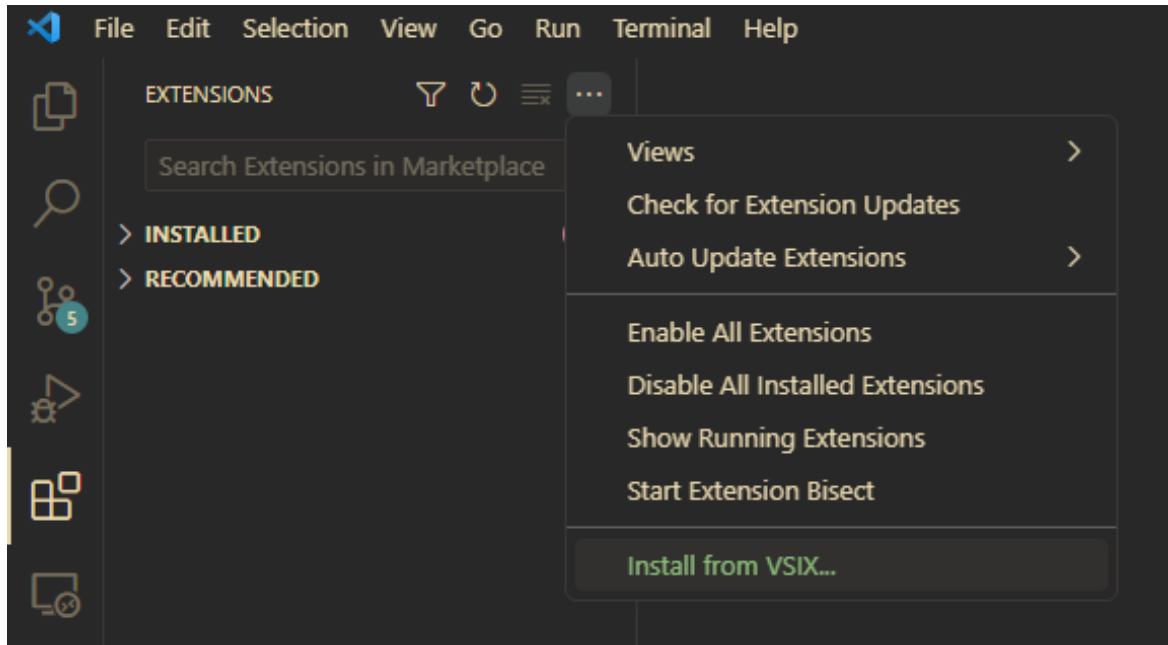 File Edit Selection View Go Run Terminal Help
EXTENSIONS
Search Extensions in Marketplace
INSTALLED
RECOMMENDED
5
Views
Check for Extension Updates
Auto Update Extensions
Enable All Extensions
Disable All Installed Extensions
Show Running Extensions
Start Extension Bisect
Install from VSIX...